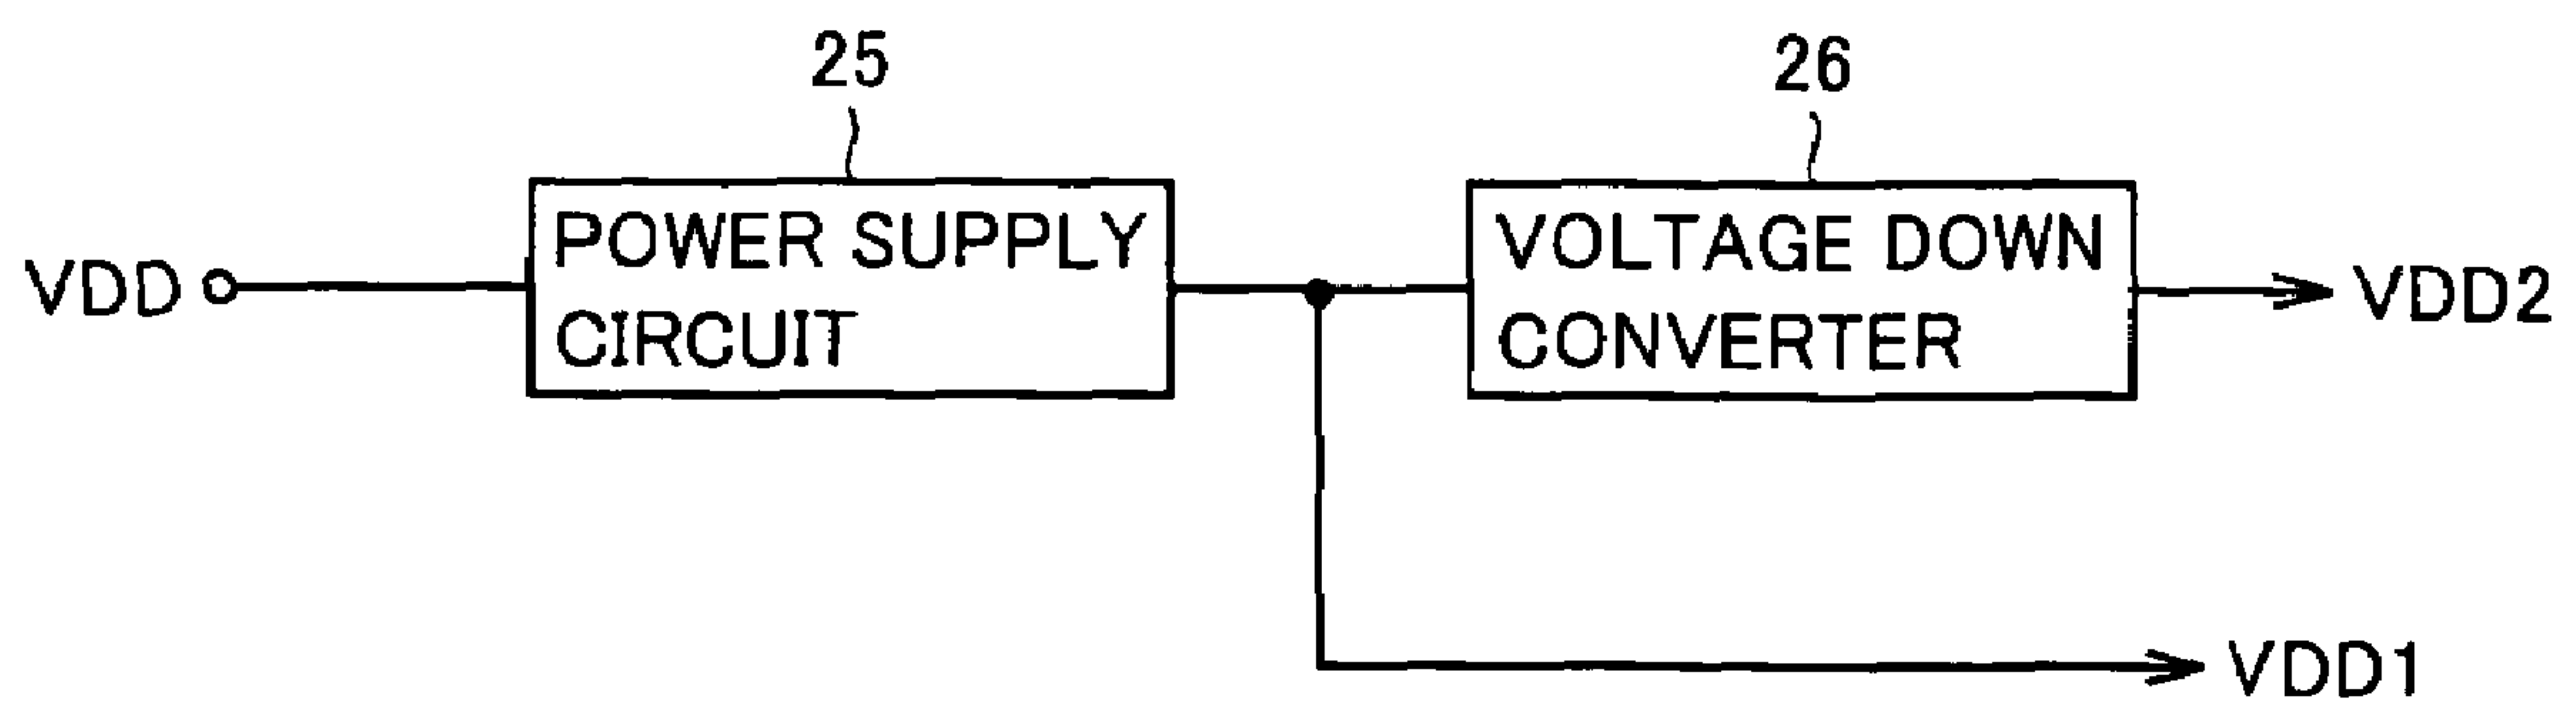 25
26
VDD
POWER SUPPLY
CIRCUIT
VOLTAGE DOWN
CONVERTER
VDD2
VDD1